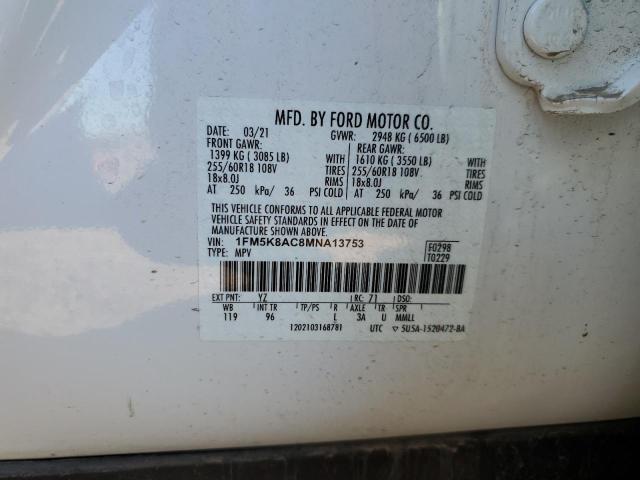 MFD. BY FORD MOTOR CO.
DATE: 03/21 GVWR: 2948 KG ( 6500 LB)
FRONT GAWR: REAR GAWR:
1399 KG ( 3085 LB) 1610 KG ( 3550 LB)
255/60R18 108V TIRES 255/60R18 108V TIRES
18x8.0J RIMS 18x8.0J RIMS
AT 250 kPa/ 36 PSI COLD AT 250 kPa/ 36 PSI COLD
THIS VEHICLE CONFORMS TO ALL APPLICABLE FEDERAL MOTOR
VEHICLE SAFETY STANDARDS IN EFFECT ON THE DATE OF
MANUFACTURE SHOWN ABOVE.
VIN: 1FM5K8AC8MNA13753 F0298
TYPE: MPV T0229
EXT PNT: YZ RC: 71 DSO:
WB INT TR TP/PS R AXLE TR SPR
119 96 L 3A U MMLL
1202103168781 UTC ▽ 5U5A-1520472-BA